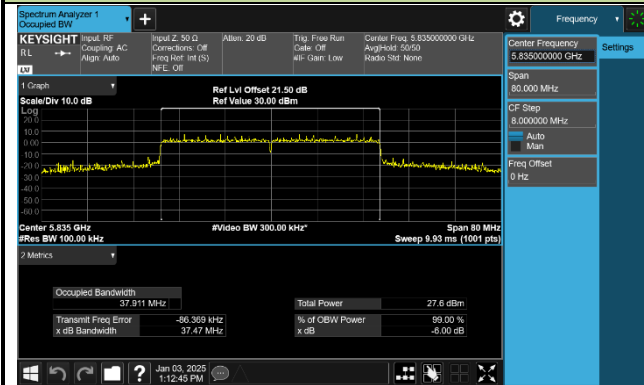 Spectrum Analyzer 1
Occupied BW
+
Frequency
KEYSIGHT
RL
LXI
Input: RF
Coupling: AC
Align: Auto
Input Z: 50 Ω
Corrections: Off
Freq Ref: Int (S)
NFE: Off
Atten: 20 dB
Trig: Free Run
Gate: Off
#IF Gain: Low
Center Freq: 5.835000000 GHz
Avg|Hold: 50/50
Radio Std: None
Center Frequency
5.835000000 GHz
Settings
Span
80.000 MHz
CF Step
8.000000 MHz
Auto
Man
Freq Offset
0 Hz
1 Graph
Scale/Div 10.0 dB
Ref Lvl Offset 21.50 dB
Ref Value 30.00 dBm
Log
20.0
10.0
0.00
-10.0
-20.0
-30.0
-40.0
-50.0
-60.0
Center 5.835 GHz
#Video BW 300.00 kHz*
Span 80 MHz
#Res BW 100.00 kHz
Sweep 9.93 ms (1001 pts)
2 Metrics
Occupied Bandwidth
37.911 MHz
Total Power 27.6 dBm
Transmit Freq Error -86.369 kHz
% of OBW Power 99.00 %
x dB Bandwidth 37.47 MHz
x dB -6.00 dB
?
Jan 03, 2025
1:12:45 PM